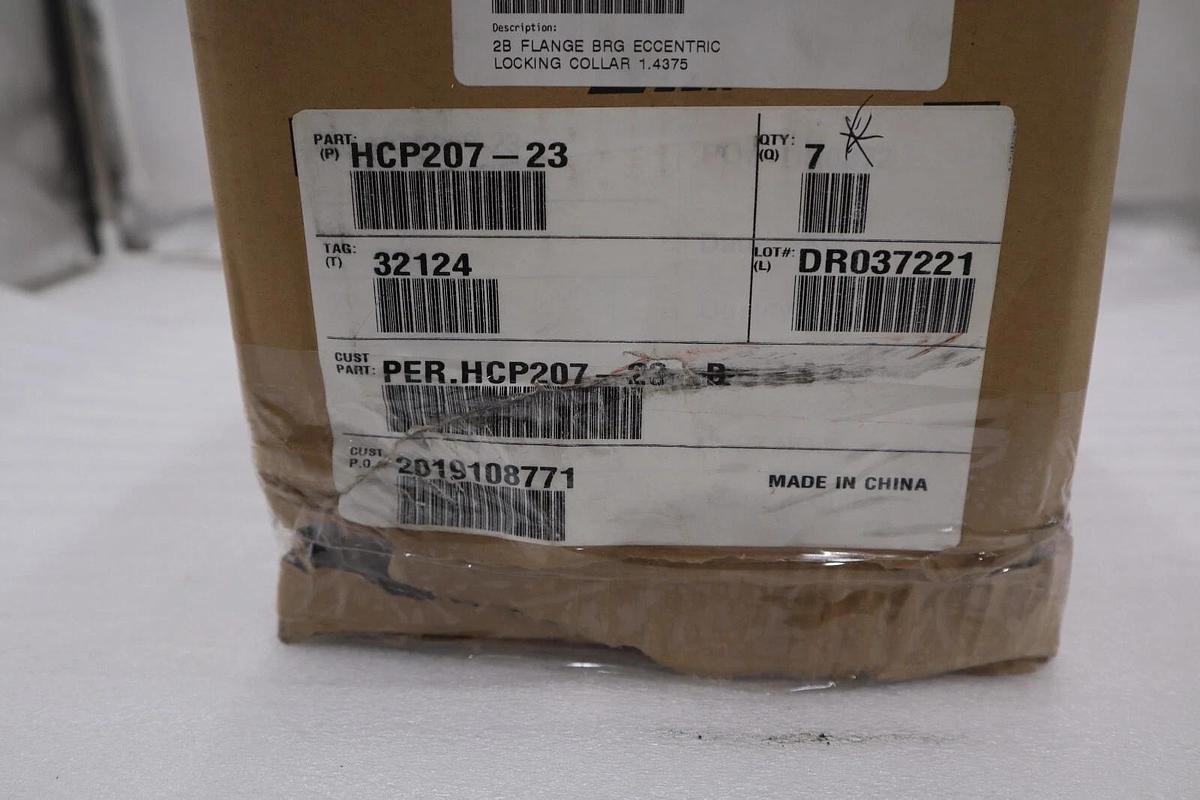 Description:
2B FLANGE BRG ECCENTRIC
LOCKING COLLAR 1.4375
PART: (P) HCP207-23
QTY: (Q) 7
TAG: (T) 32124
LOT#: (L) DR037221
CUST PART: PER.HCP207-23 B
CUST P.O. 2019108771
MADE IN CHINA